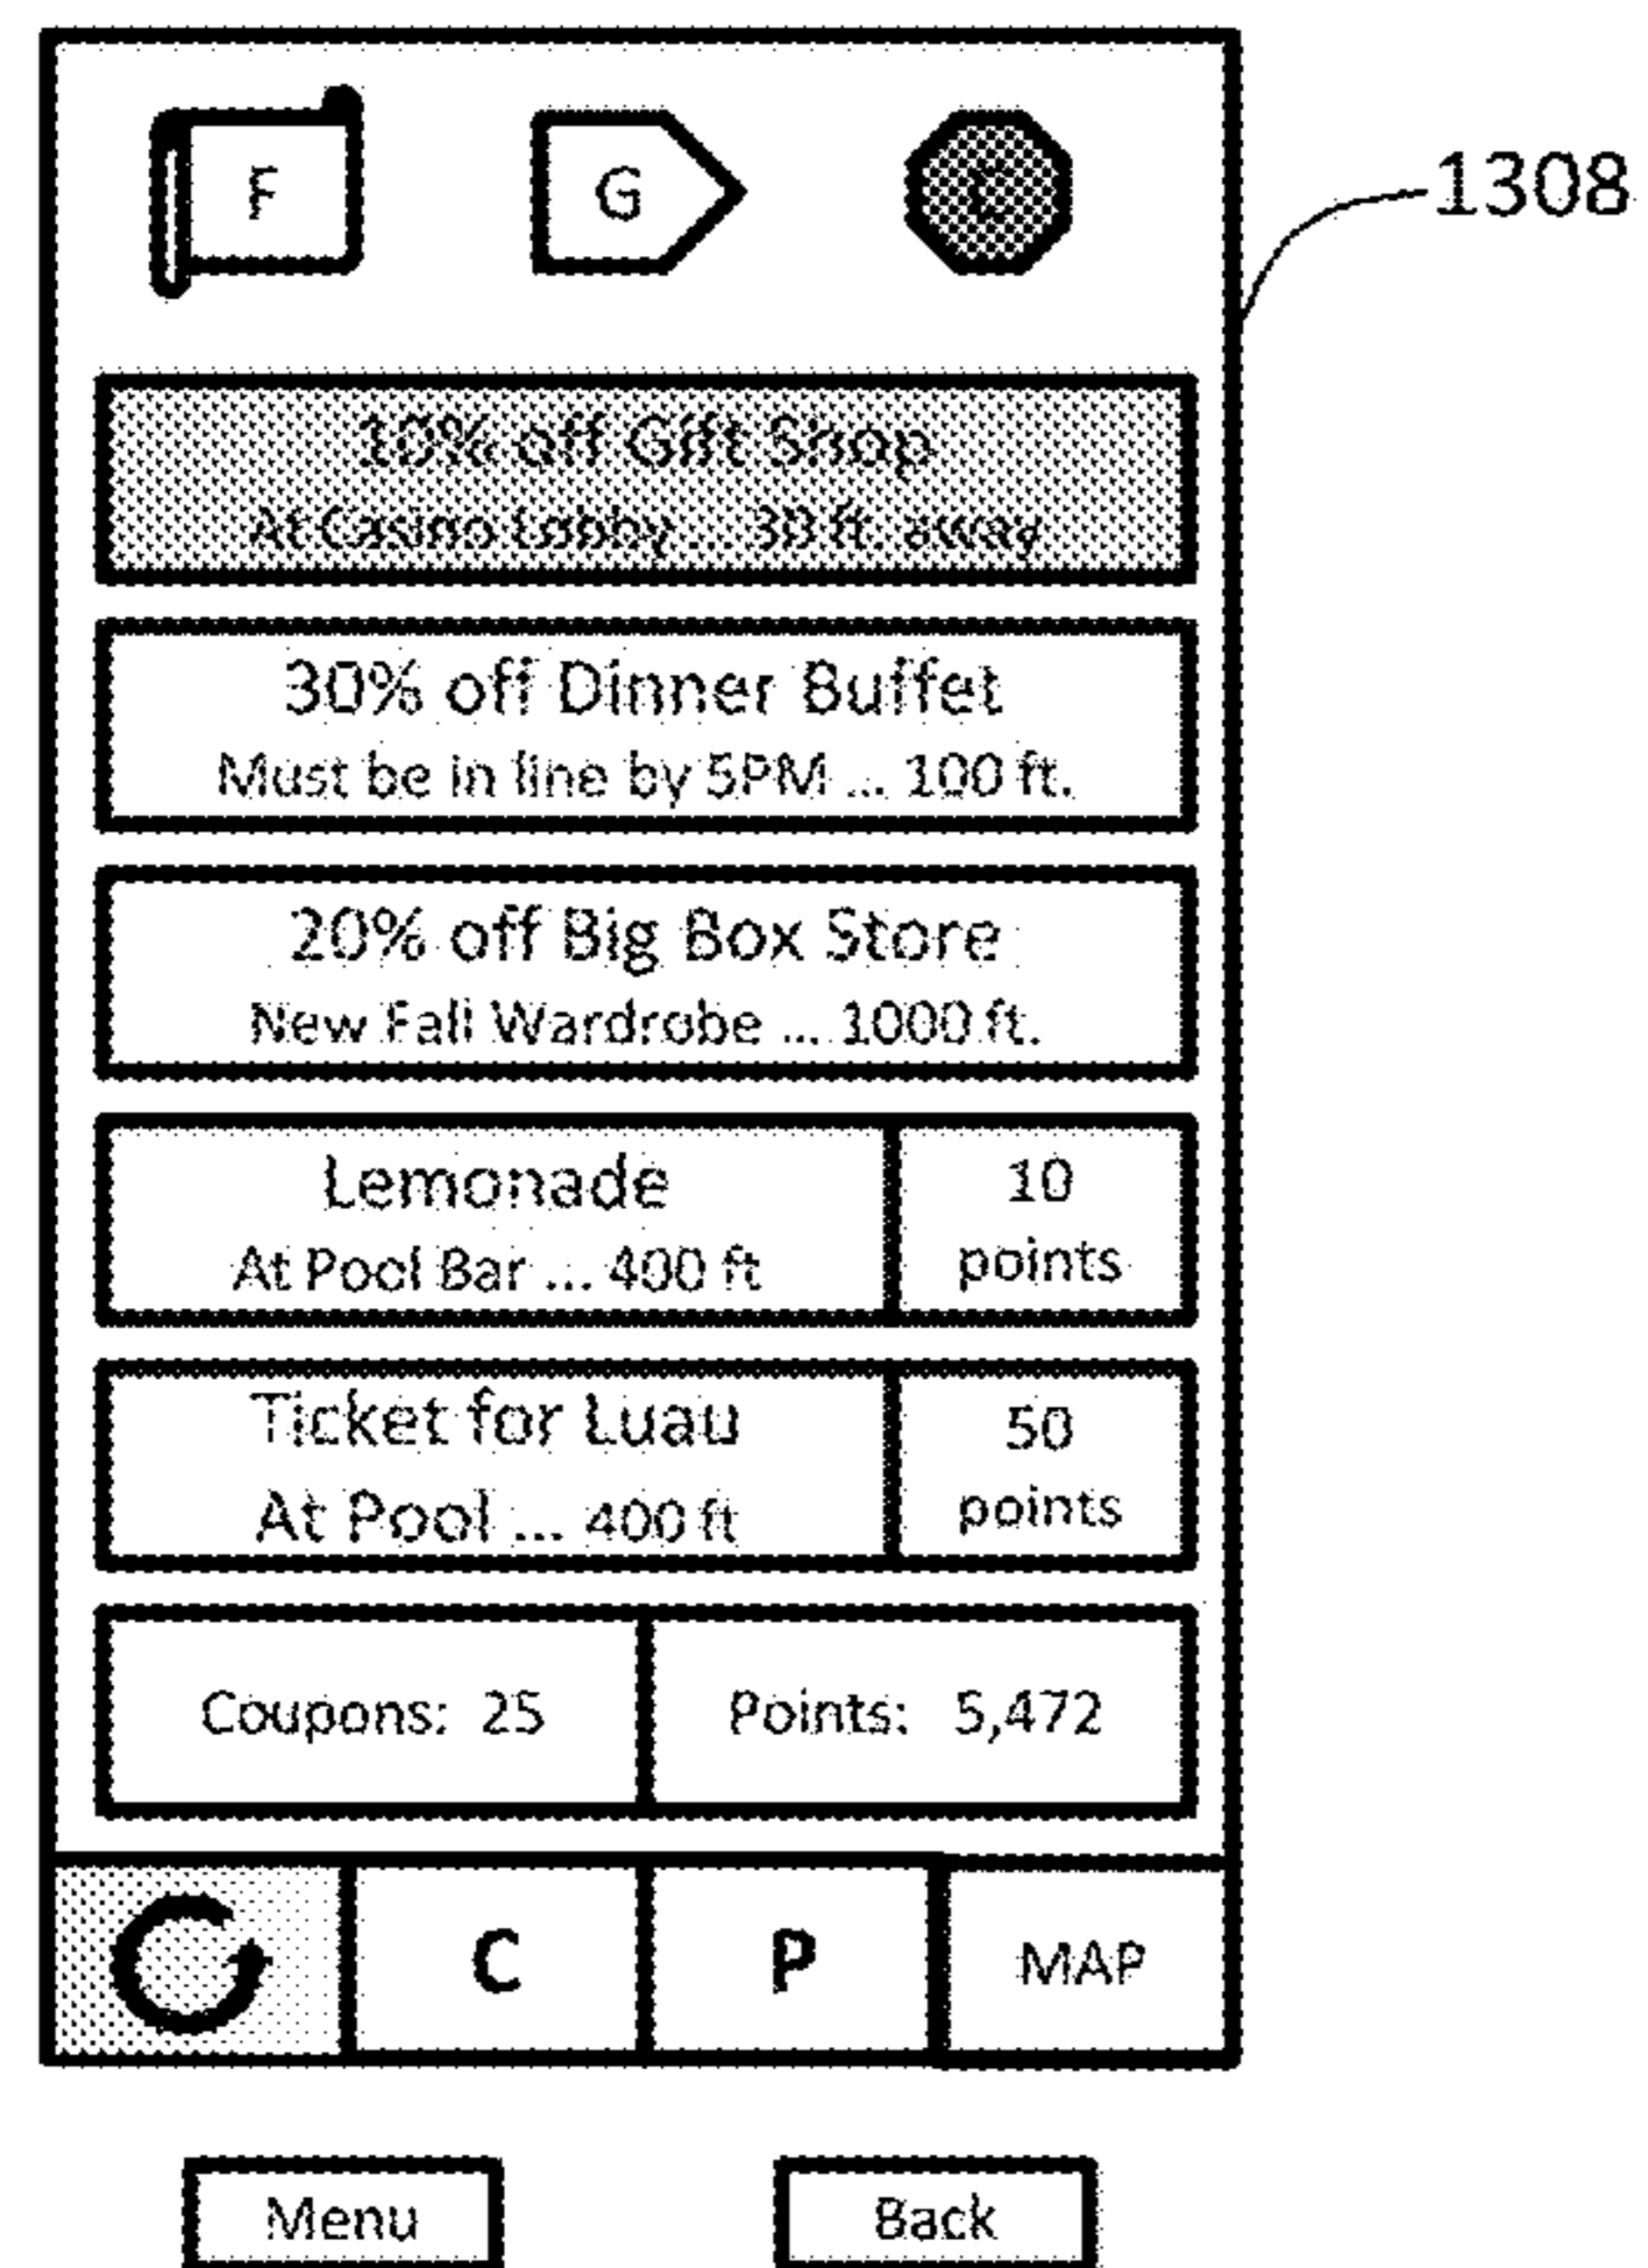 F G
1308
10% off Gift Shop
At Casino Lobby ... 30 ft. away
30% off Dinner Buffet
Must be in line by 5PM ... 100 ft.
20% off Big Box Store
New Fall Wardrobe ... 1000 ft.
Lemonade
At Pool Bar ... 400 ft
10
points
Ticket for Luau
At Pool ... 400 ft
50
points
Coupons: 25
Points: 5,472
C P MAP
Menu Back